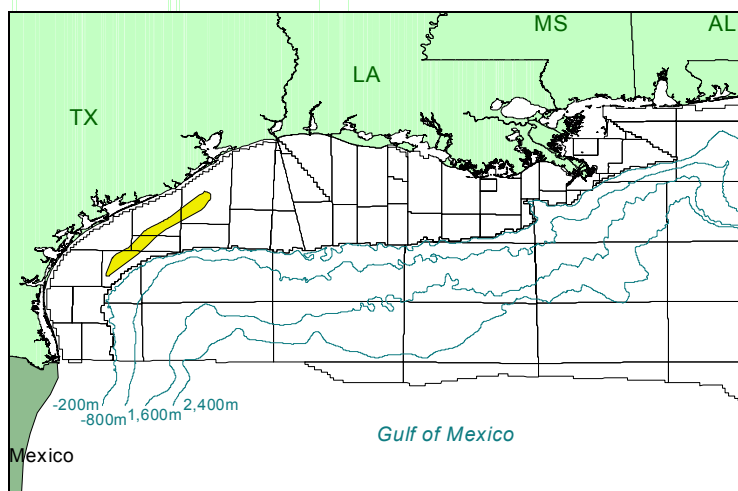 MS
AL
LA
TX
-200m
-800m
1,600m
2,400m
Gulf of Mexico
Mexico